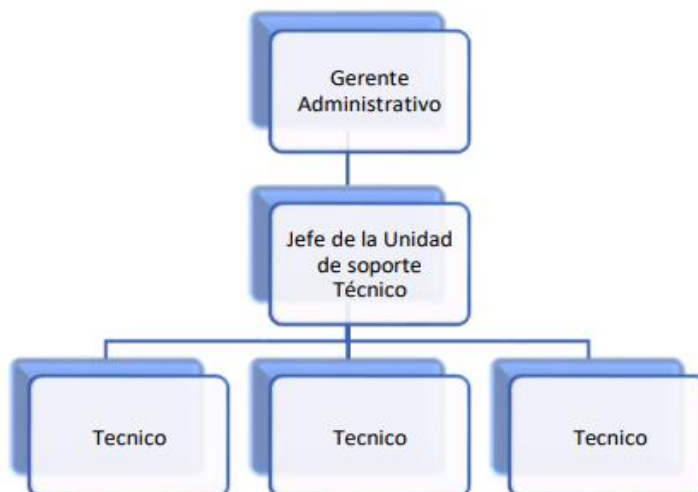 Gerente
Administrativo
Jefe de la Unidad
de soporte
Técnico
Tecnico
Tecnico
Tecnico